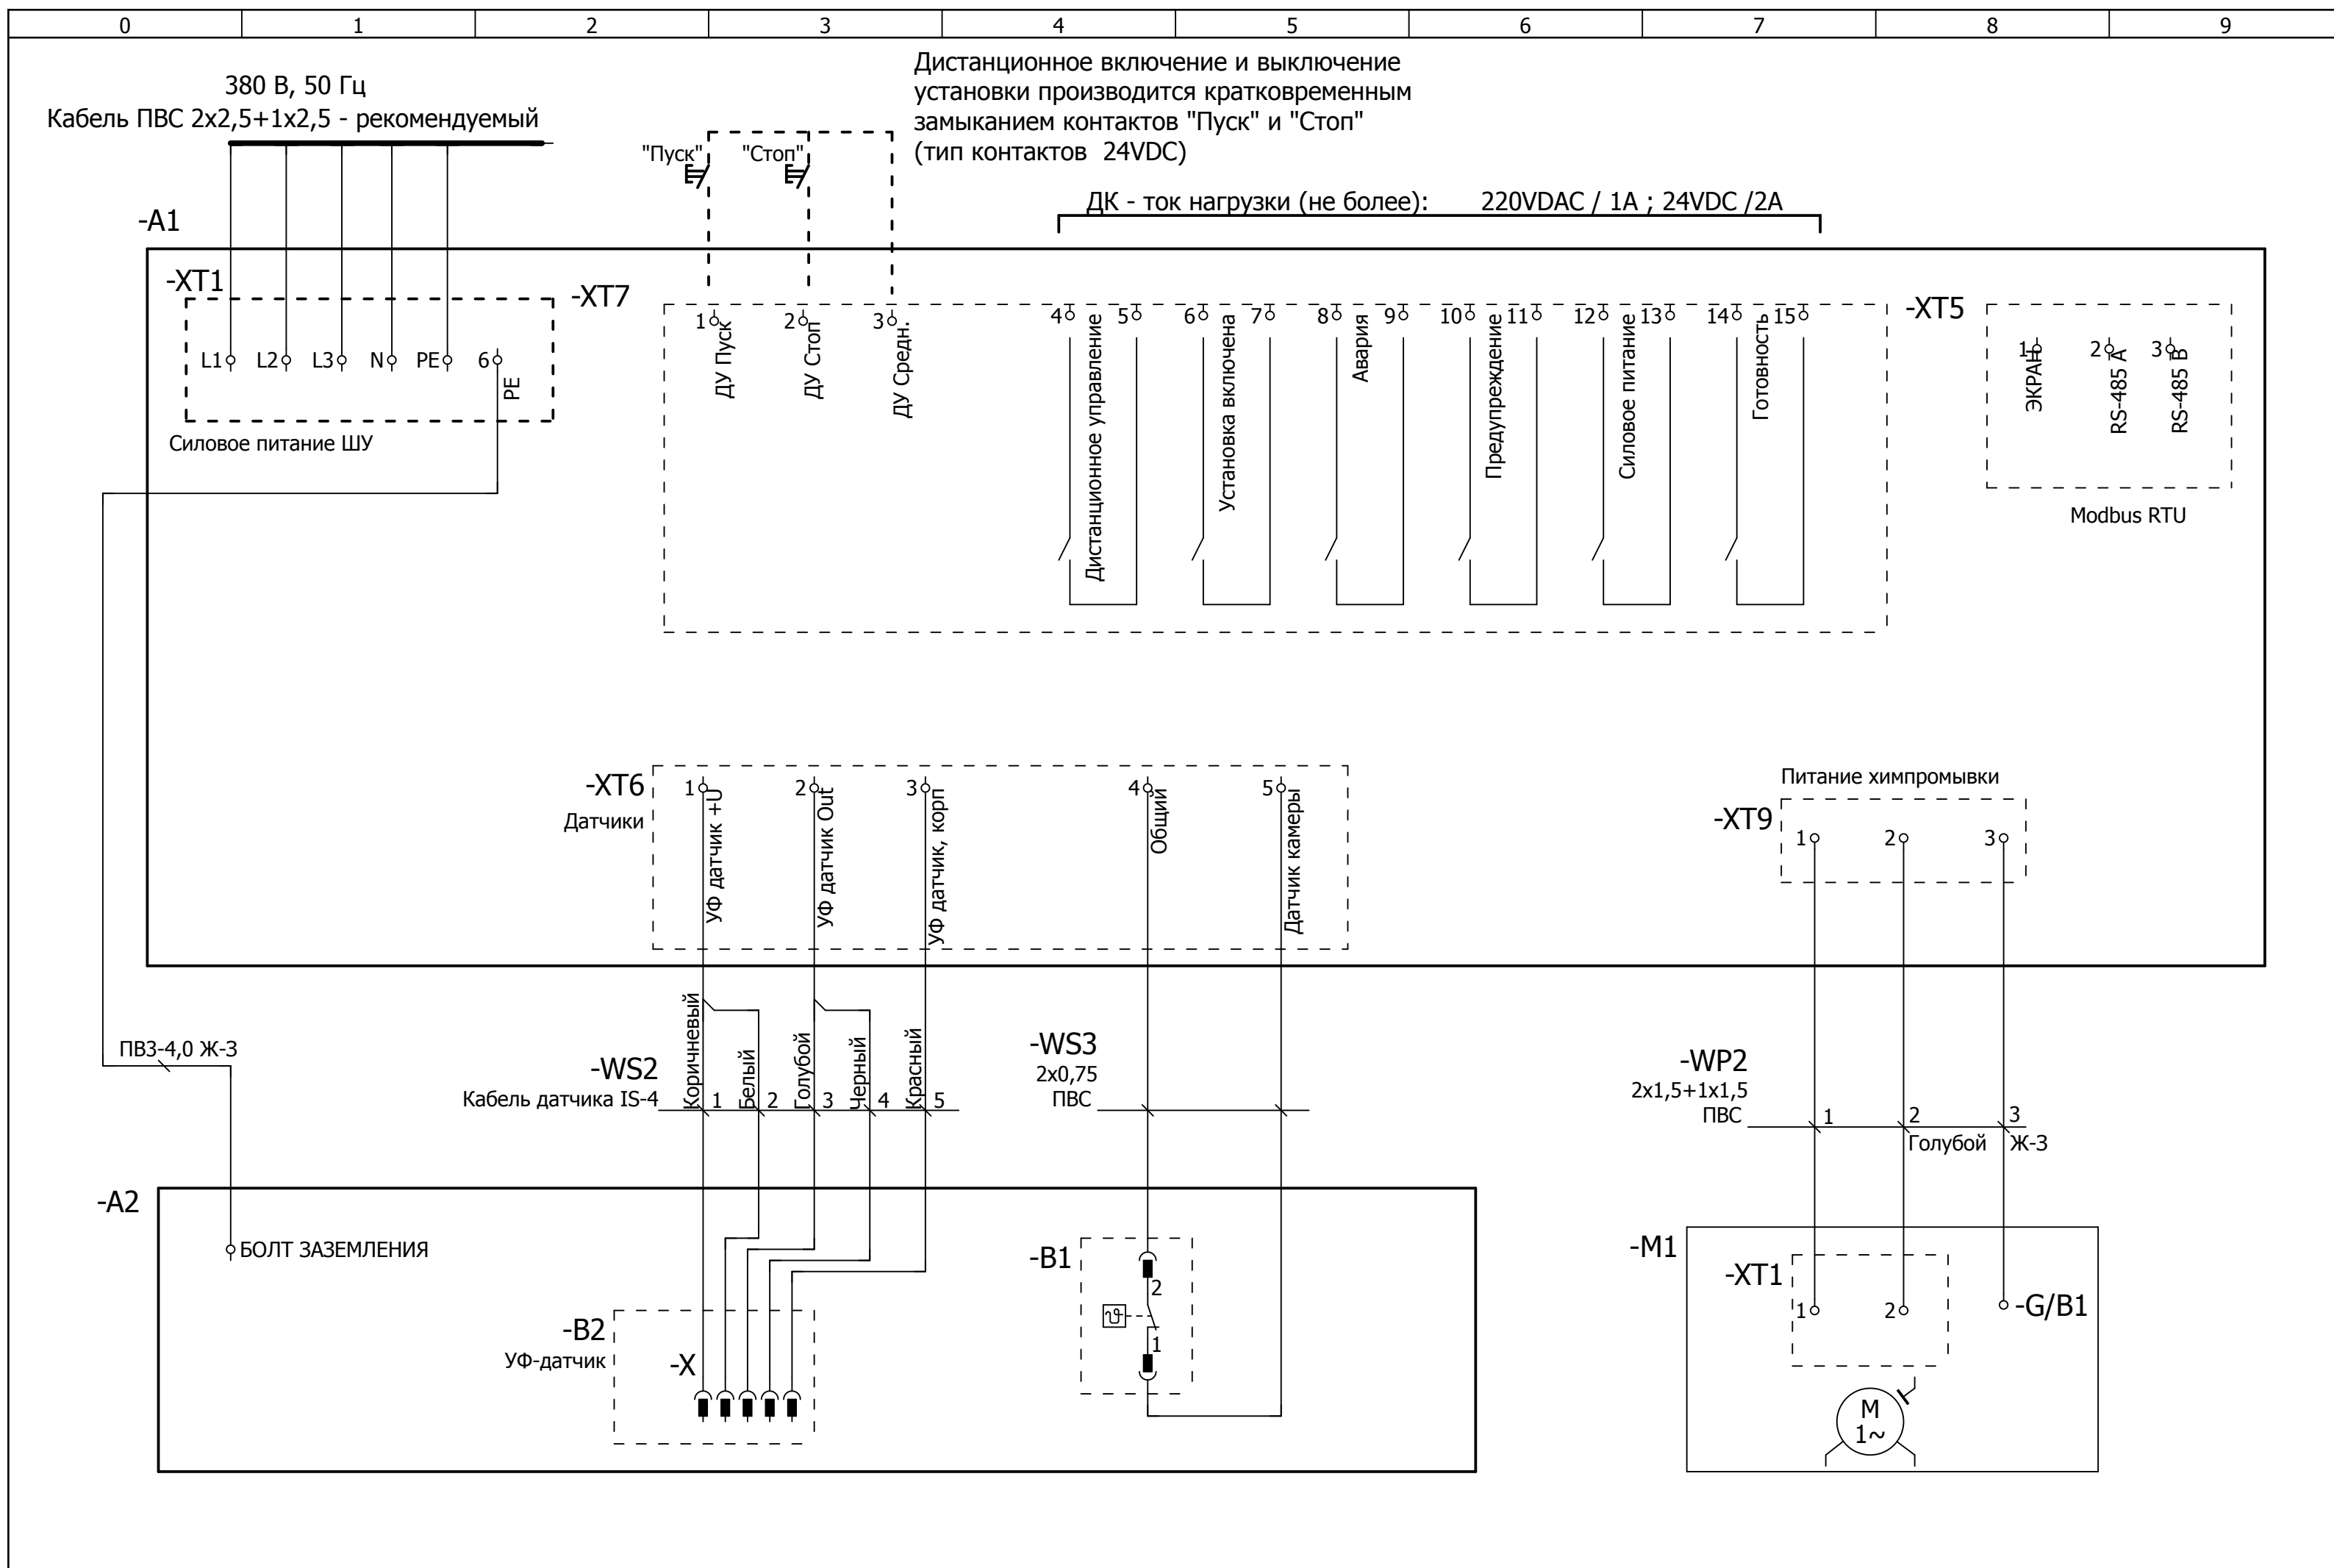 0 1 2 3 4 5 6 7 8 9
380 В, 50 Гц
Кабель ПВС 2х2,5+1х2,5 - рекомендуемый
Дистанционное включение и выключение
установки производится кратковременным
замыканием контактов "Пуск" и "Стоп"
(тип контактов 24VDC)
"Пуск" "Стоп"
ДК - ток нагрузки (не более): 220VDAC / 1A ; 24VDC /2A
-A1
-XT1
L1 L2 L3 N PE 6
PE
Силовое питание ШУ
-XT7
1 2 3 4 5 6 7 8 9 10 11 12 13 14 15
ДУ Пуск
ДУ Стоп
ДУ Средн.
Дистанционное управление
Установка включена
Авария
Предупреждение
Силовое питание
Готовность
-XT5
1 2 3
ЭКРАН
RS-485 A
RS-485 B
Modbus RTU
-XT6
Датчики
1 2 3 4 5
УФ датчик +U
УФ датчик Out
УФ датчик, корп
Общий
Датчик камеры
Питание химпромывки
-XT9
1 2 3
ПВ3-4,0 Ж-З
-WS2
Кабель датчика IS-4
Коричневый
Белый
Голубой
Черный
Красный
1 2 3 4 5
-WS3
2х0,75
ПВС
-WP2
2х1,5+1х1,5
ПВС
1 2 3
Голубой Ж-З
-A2
БОЛТ ЗАЗЕМЛЕНИЯ
-B2
УФ-датчик
-X
-B1
2
1
-M1
-XT1
1 2
-G/B1
M
1~